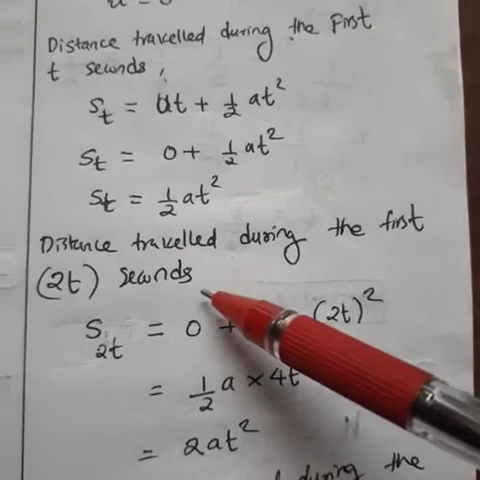 Distance travelled during the First
t seconds,
St = ut + 1/2 at²
St = 0 + 1/2 at²
St = 1/2 at²
Distance travelled during the first
(2t) seconds
S2t = 0 + (2t)²
= 1/2 a × 4t
= 2at²
during the